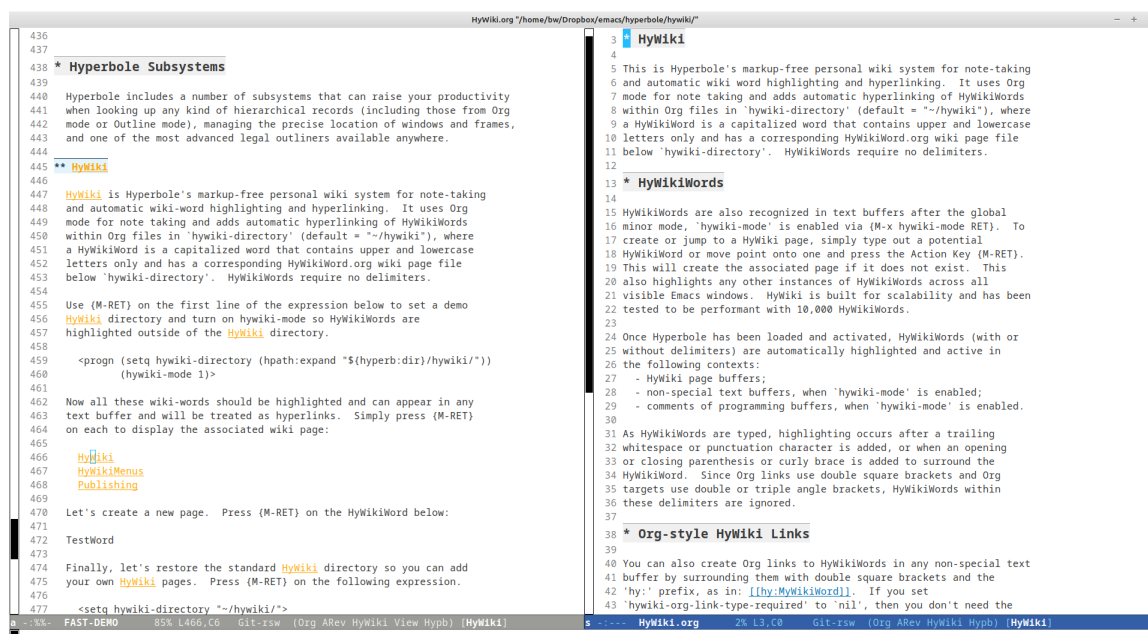 HyWiki.org "/home/bw/Dropbox/emacs/hyperbole/hywiki/"
436
437
438 * Hyperbole Subsystems
439
440 Hyperbole includes a number of subsystems that can raise your productivity
441 when looking up any kind of hierarchical records (including those from Org
442 mode or Outline mode), managing the precise location of windows and frames,
443 and one of the most advanced legal outliners available anywhere.
444
445 ** HyWiki
446
447 HyWiki is Hyperbole's markup-free personal wiki system for note-taking
448 and automatic wiki-word highlighting and hyperlinking.  It uses Org
449 mode for note taking and adds automatic hyperlinking of HyWikiWords
450 within Org files in `hywiki-directory' (default = "~/hywiki"), where
451 a HyWikiWord is a capitalized word that contains upper and lowercase
452 letters only and has a corresponding HyWikiWord.org wiki page file
453 below `hywiki-directory'.  HyWikiWords require no delimiters.
454
455 Use {M-RET} on the first line of the expression below to set a demo
456 HyWiki directory and turn on hywiki-mode so HyWikiWords are
457 highlighted outside of the HyWiki directory.
458
459 <progn (setq hywiki-directory (hpath:expand "${hyperb:dir}/hywiki/"))
460 (hywiki-mode 1)>
461
462 Now all these wiki-words should be highlighted and can appear in any
463 text buffer and will be treated as hyperlinks.  Simply press {M-RET}
464 on each to display the associated wiki page:
465
466 HyWiki
467 HyWikiMenus
468 Publishing
469
470 Let's create a new page.  Press {M-RET} on the HyWikiWord below:
471
472 TestWord
473
474 Finally, let's restore the standard HyWiki directory so you can add
475 your own HyWiki pages.  Press {M-RET} on the following expression.
476
477 <setq hywiki-directory "~/hywiki/">
a -:%%- FAST-DEMO 85% L466,C6 Git-rsw (Org ARev HyWiki View Hypb) [HyWiki]
3 * HyWiki
4
5 This is Hyperbole's markup-free personal wiki system for note-taking
6 and automatic wiki word highlighting and hyperlinking.  It uses Org
7 mode for note taking and adds automatic hyperlinking of HyWikiWords
8 within Org files in `hywiki-directory' (default = "~/hywiki"), where
9 a HyWikiWord is a capitalized word that contains upper and lowercase
10 letters only and has a corresponding HyWikiWord.org wiki page file
11 below `hywiki-directory'.  HyWikiWords require no delimiters.
12
13 * HyWikiWords
14
15 HyWikiWords are also recognized in text buffers after the global
16 minor mode, `hywiki-mode' is enabled via {M-x hywiki-mode RET}.  To
17 create or jump to a HyWiki page, simply type out a potential
18 HyWikiWord or move point onto one and press the Action Key {M-RET}.
19 This will create the associated page if it does not exist.  This
20 also highlights any other instances of HyWikiWords across all
21 visible Emacs windows.  HyWiki is built for scalability and has been
22 tested to be performant with 10,000 HyWikiWords.
23
24 Once Hyperbole has been loaded and activated, HyWikiWords (with or
25 without delimiters) are automatically highlighted and active in
26 the following contexts:
27 - HyWiki page buffers;
28 - non-special text buffers, when `hywiki-mode' is enabled;
29 - comments of programming buffers, when `hywiki-mode' is enabled.
30
31 As HyWikiWords are typed, highlighting occurs after a trailing
32 whitespace or punctuation character is added, or when an opening
33 or closing parenthesis or curly brace is added to surround the
34 HyWikiWord.  Since Org links use double square brackets and Org
35 targets use double or triple angle brackets, HyWikiWords within
36 these delimiters are ignored.
37
38 * Org-style HyWiki Links
39
40 You can also create Org links to HyWikiWords in any non-special text
41 buffer by surrounding them with double square brackets and the
42 'hy:' prefix, as in: [[hy:MyWikiWord]].  If you set
43 `hywiki-org-link-type-required' to `nil', then you don't need the
s -:--- HyWiki.org 2% L3,C0 Git-rsw (Org ARev HyWiki Hypb) [HyWiki]